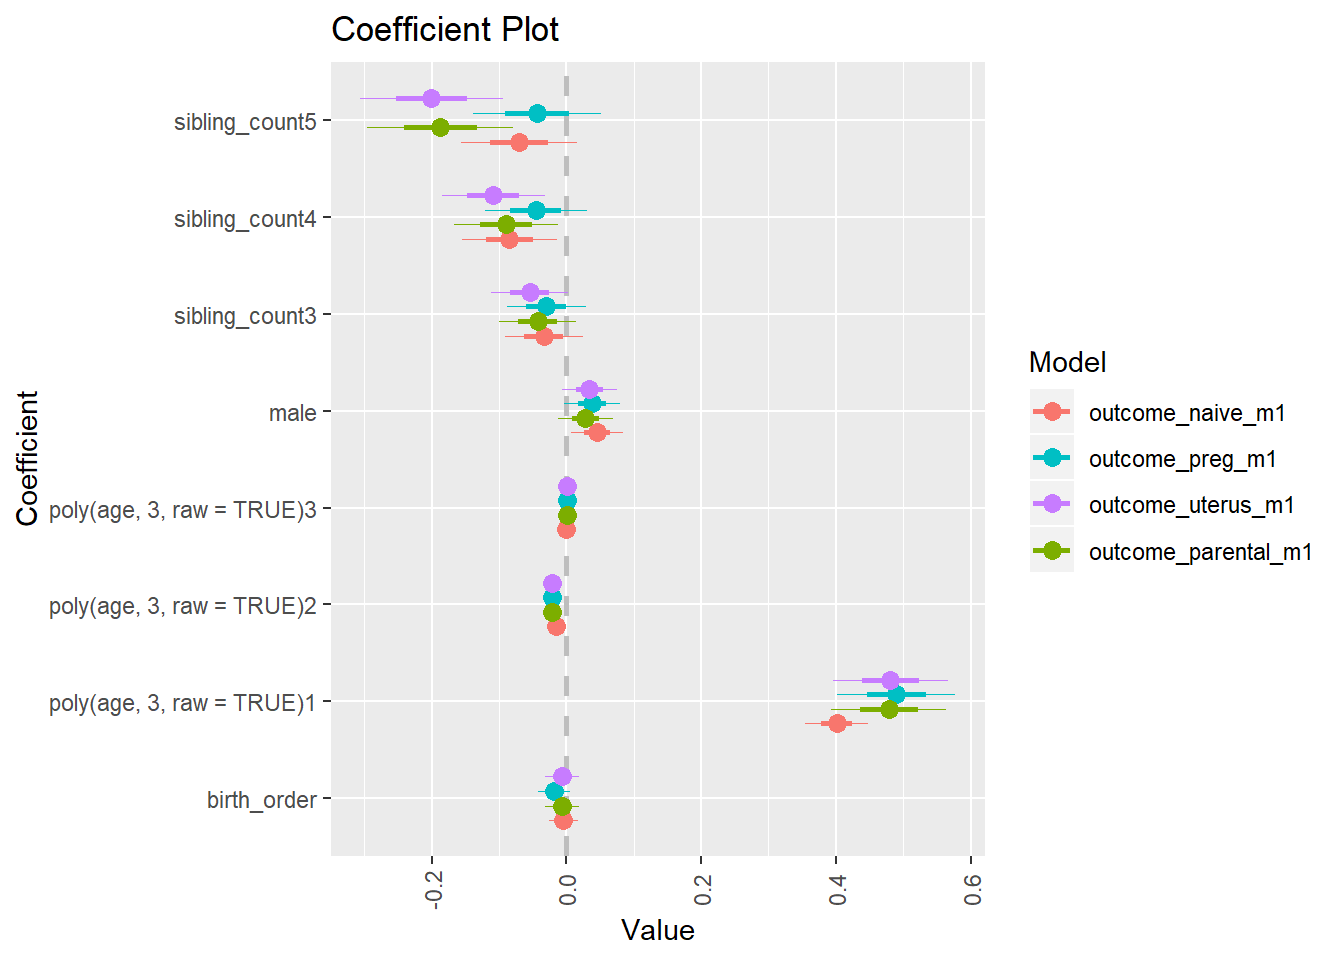 Coefficient Plot
Coefficient
sibling_count5
sibling_count4
sibling_count3
male
poly(age, 3, raw = TRUE)3
poly(age, 3, raw = TRUE)2
poly(age, 3, raw = TRUE)1
birth_order
-0.2
0.0
0.2
0.4
0.6
Value
Model
outcome_naive_m1
outcome_preg_m1
outcome_uterus_m1
outcome_parental_m1